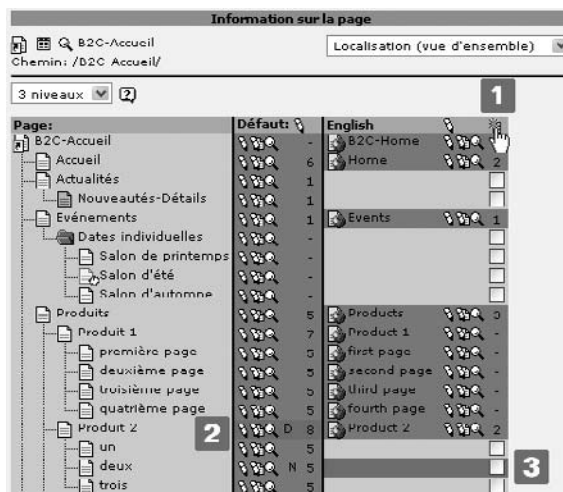 Information sur la page
B2C-Accueil
Localisation (vue d'ensemble)
Chemin: /B2C Accueil/
3 niveaux
1
Page: Défaut: English
B2C-Accueil - B2C-Home
Accueil 6 Home 2
Actualités 1
Nouveautés-Détails 1
Evénements 1 Events 1
Dates individuelles -
Salon de printemps -
Salon d'été -
Salon d'automne -
Produits 5 Products
Produit 1 7 Product 1 -
première page 5 first page -
deuxième page 5 second page -
troisième page 5 third page -
quatrième page 5 fourth page -
Produit 2 2 D 8 Product 2 2
un 5
deux N 5 3
trois 5